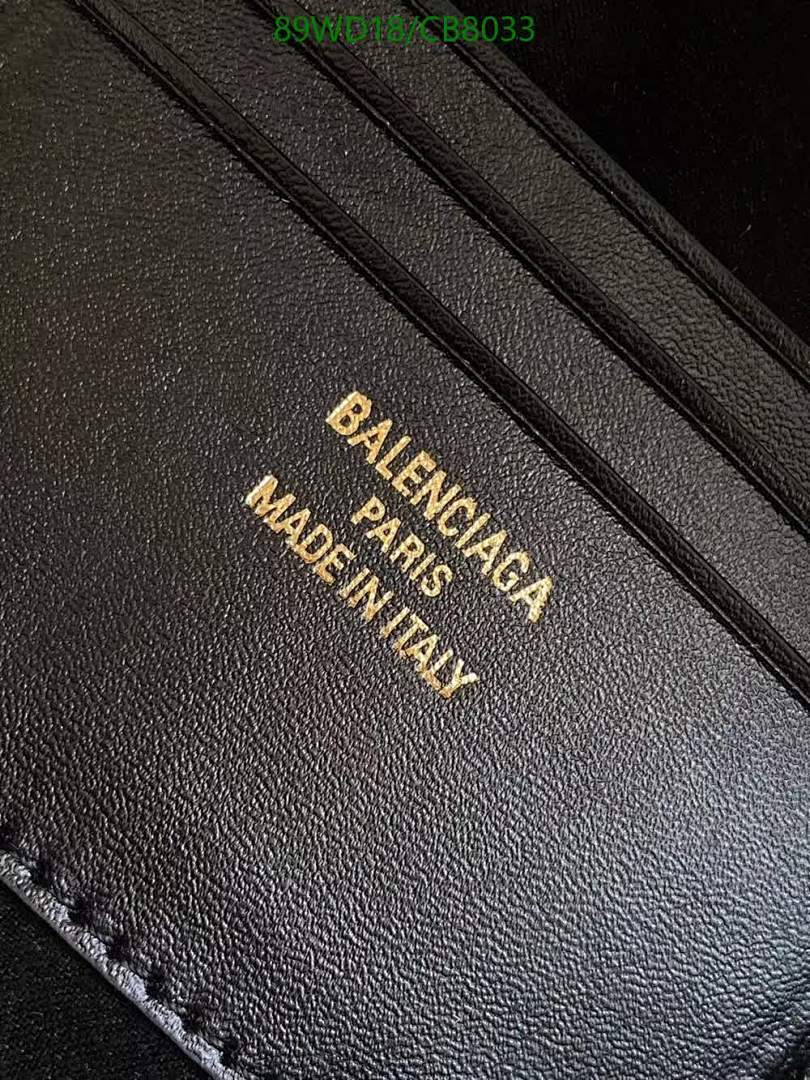 89WD18/CB8033
BALENCIAGA
PARIS
MADE IN ITALY